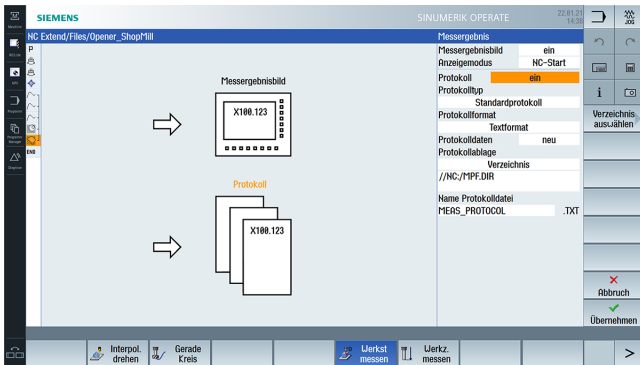 SIEMENS
SINUMERIK OPERATE
22.01.21
14:38
JOG
NC Extend/Files/Opener_ShopMill
Messergebnis
P
END
Messergebnisbild ein
Anzeigemodus NC-Start
Protokoll ein
Protokolltyp
Standardprotokoll
Protokollformat
Textformat
Protokolldaten neu
Protokollablage
Verzeichnis
//NC:/MPF.DIR
Name Protokolldatei
MEAS_PROTOCOL .TXT
Messergebnisbild
X100.123
Protokoll
X100.123
i
Verzeichnis
auswählen
Abbruch
Übernehmen
Interpol.
drehen
Gerade
Kreis
Werkst
messen
Werkz.
messen
>